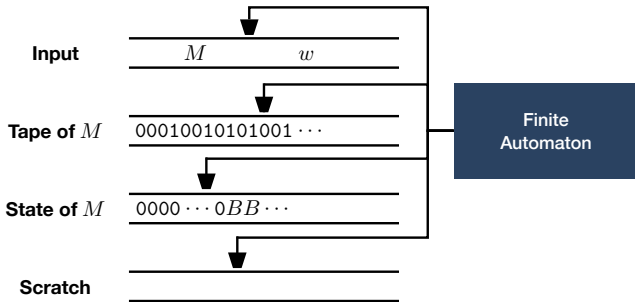 Input M w
Tape of M 00010010101001 ···
Finite
Automaton
State of M 0000 ··· 0BB ···
Scratch